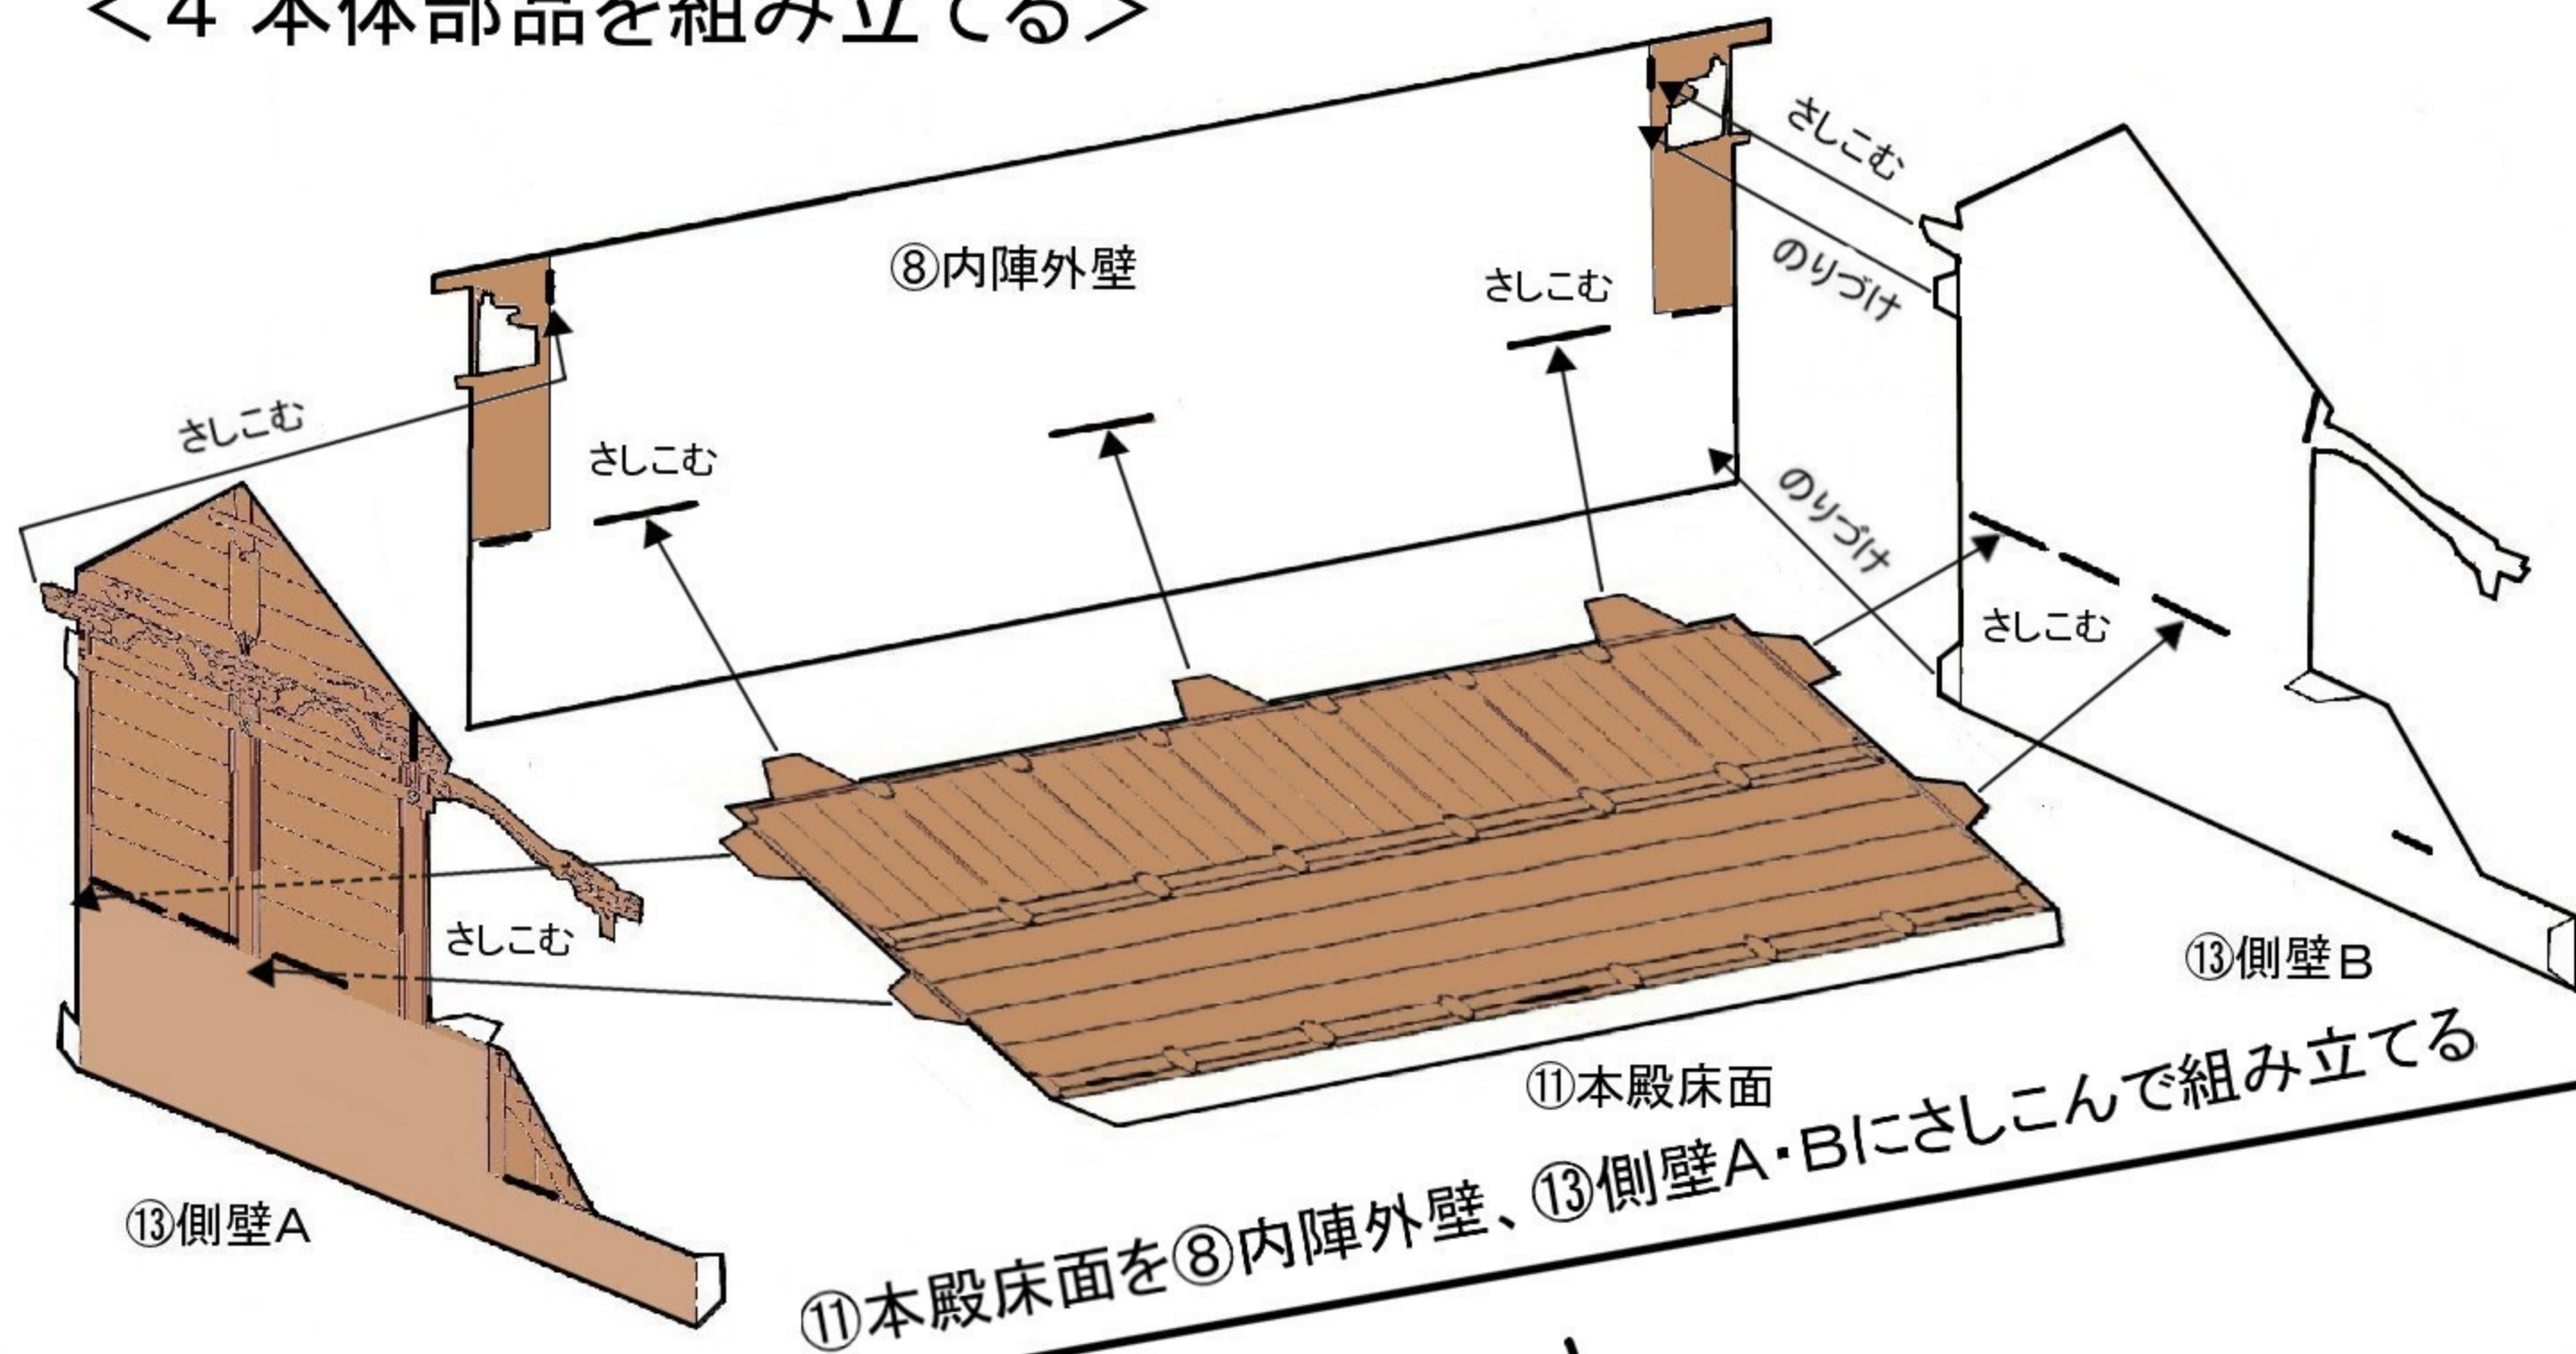 ＜4 本体部品を組み立てる＞
さしこむ
⑧内陣外壁
のりづけ
さしこむ
さしこむ
さしこむ
のりづけ
さしこむ
さしこむ
⑬側壁B
⑪本殿床面
⑬側壁A
⑪本殿床面を⑧内陣外壁、⑬側壁A・Bにさしこんで組み立てる